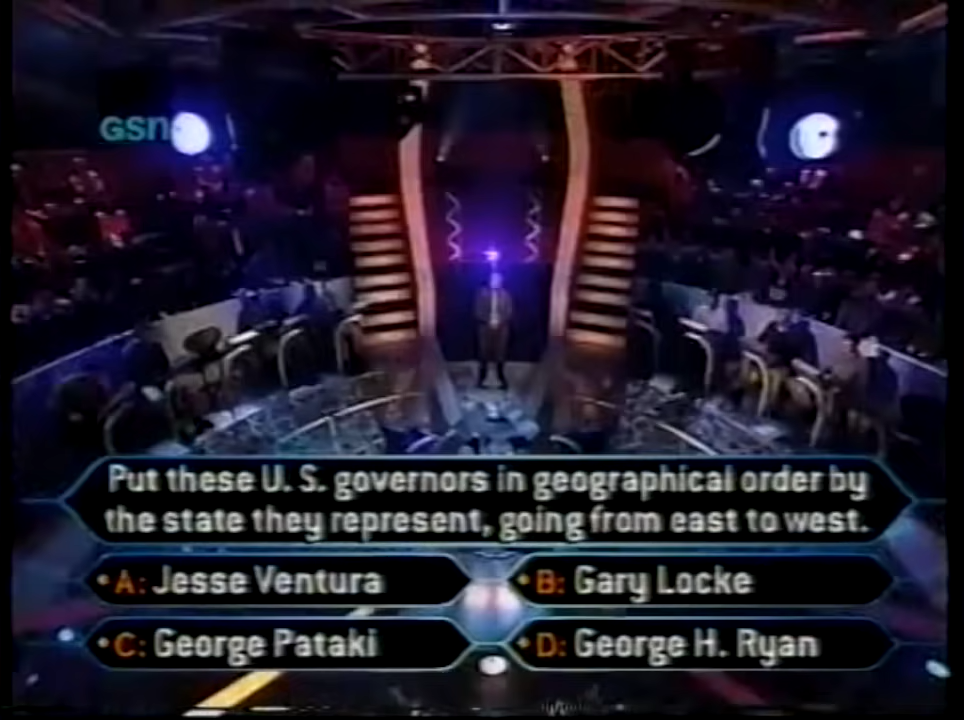 GSN
Put these U. S. governors in geographical order by
the state they represent, going from east to west.
• A: Jesse Ventura
• B: Gary Locke
• C: George Pataki
• D: George H. Ryan